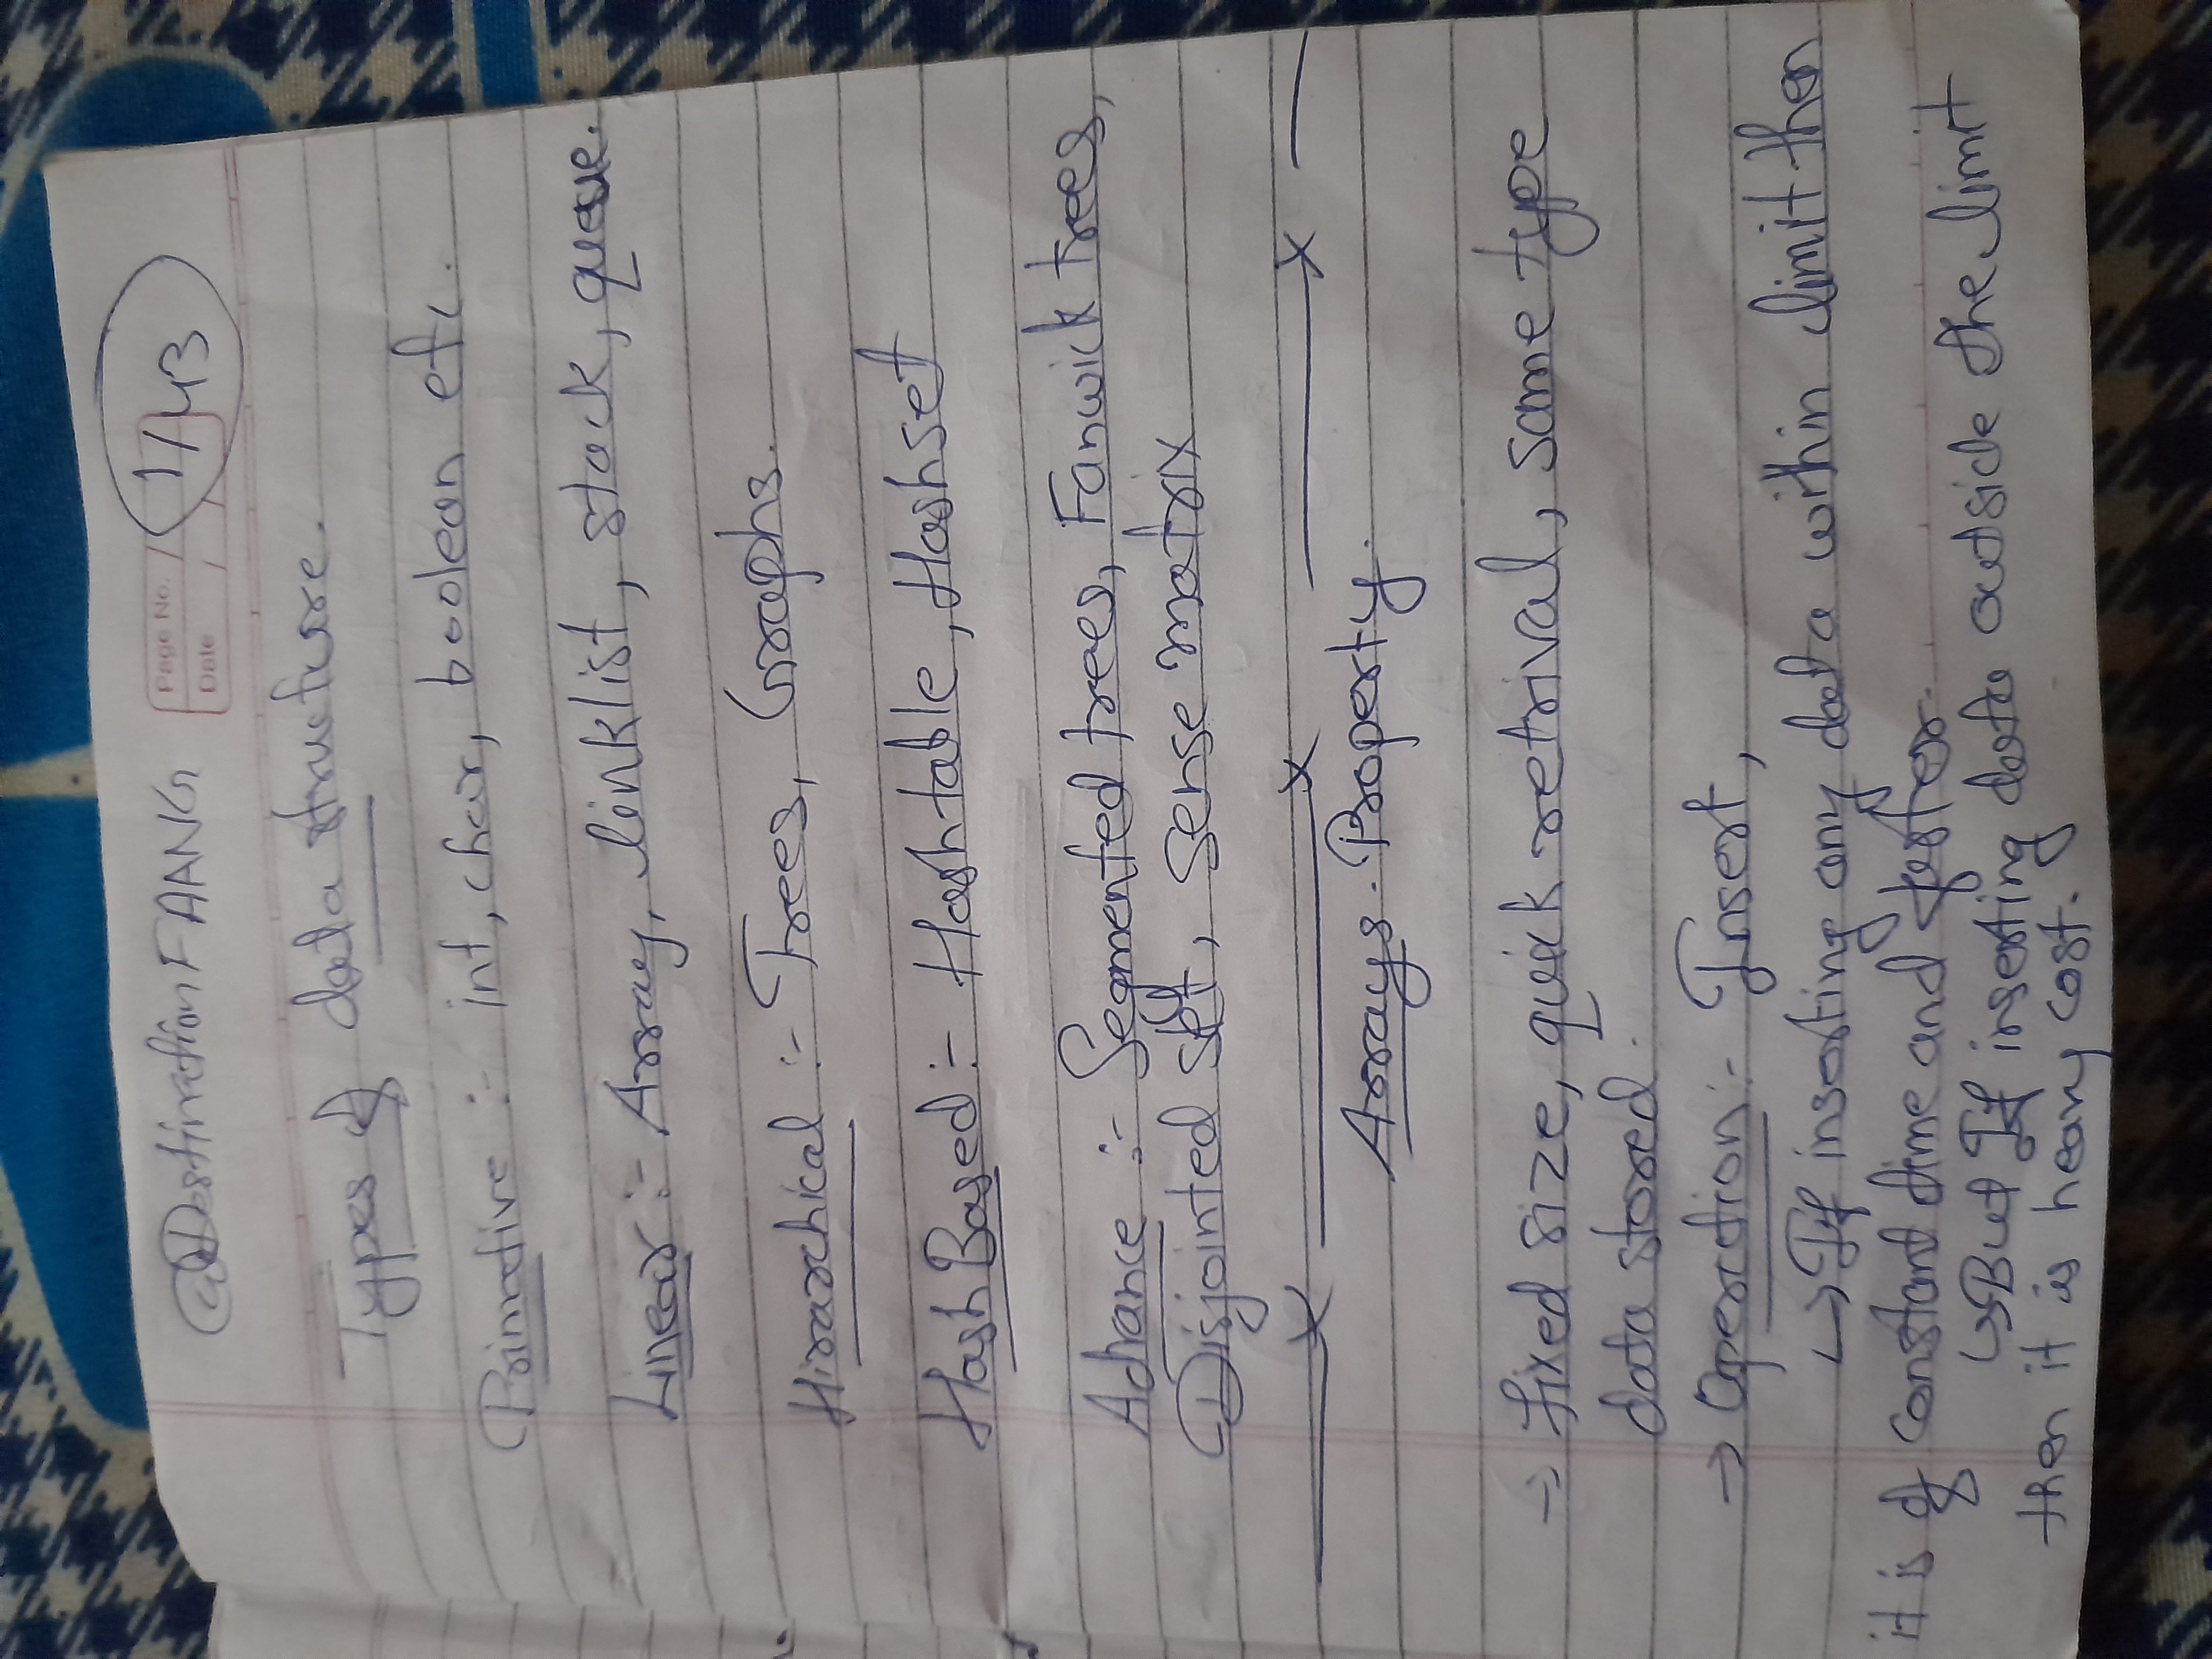 @DestinationFAANG
Page No. 1/43
Date / /
Types of data structure.
Primetive :- int, char, boolean etc.
Linear :- Array, linklist, stack, queue.
Hirarchical :- Trees, Graphs.
Hash Based :- Hashtable, Hashset
Advance :- Segmented trees, Fanwick trees,
Disjointed set, sense matrix
Arrays Property.
→ fixed size, quick retrival, same type
data stored.
→ Operation :- Insert,
↳ If inserting any data within limit then
it is of constant time and faster.
↳ But If inserting data outside the limit
then it is heavy cost.